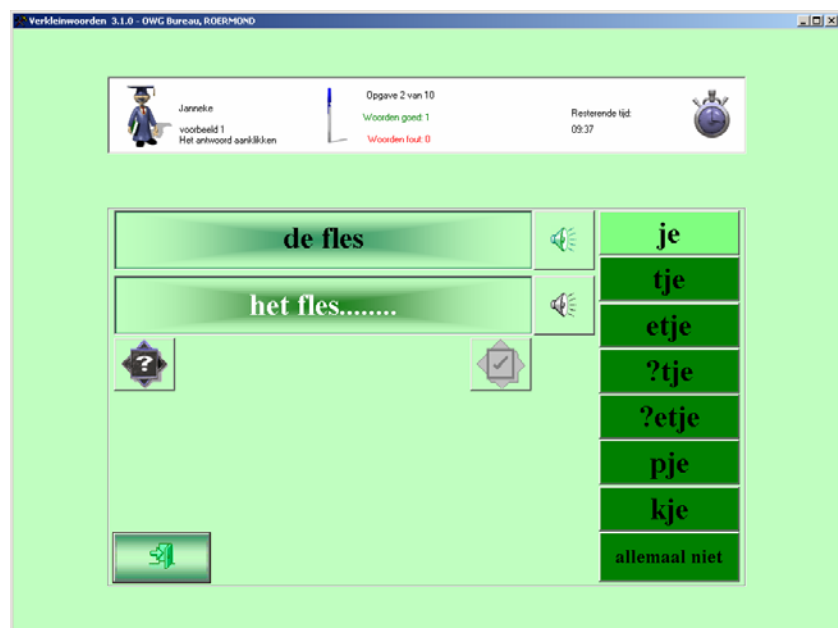 Verkleinwoorden 3.1.0 - OWG Bureau, ROERMOND
Janneke
voorbeeld 1
Het antwoord aanklikken
Opgave 2 van 10
Woorden goed: 1
Woorden fout: 0
Resterende tijd:
09:37
de fles
het fles........
?
je
tje
etje
?tje
?etje
pje
kje
allemaal niet